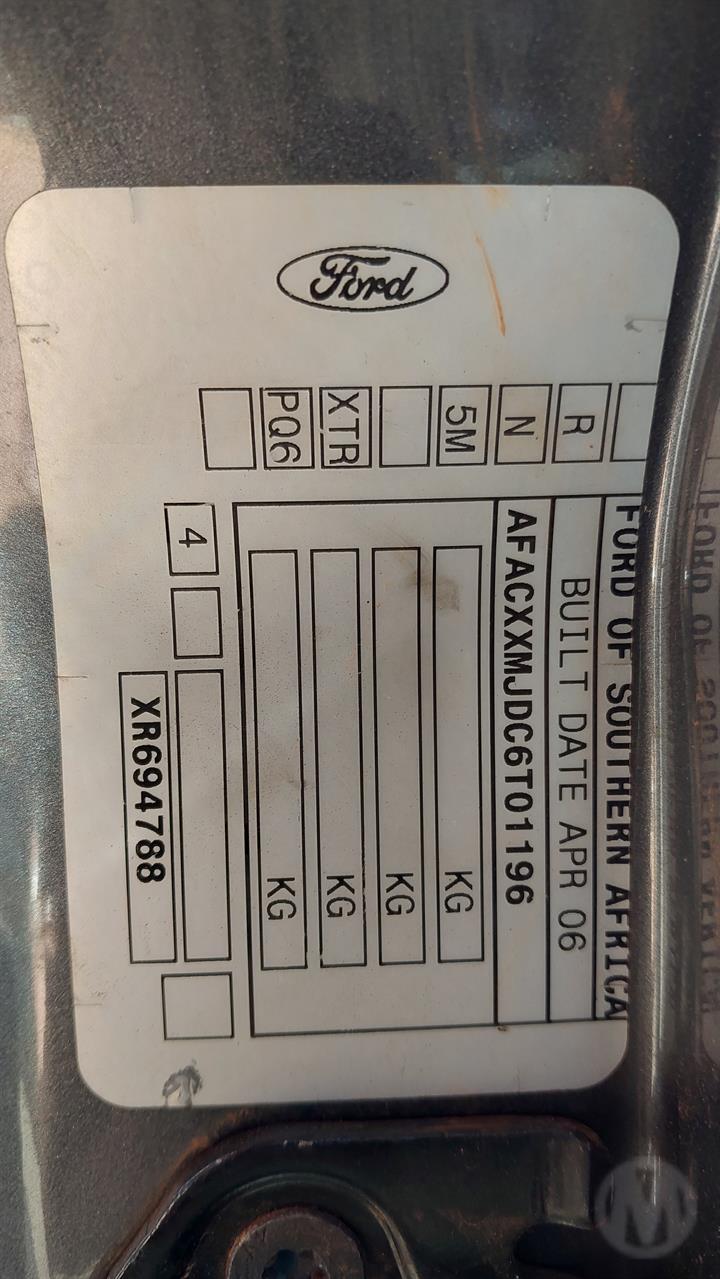 Ford
FORD OF SOUTHERN AFRICA
BUILT DATE APR 06
AFACXXMJDC6T01196
KG
KG
KG
KG
R
N
5M
XTR
PQ6
4
XR694788
M